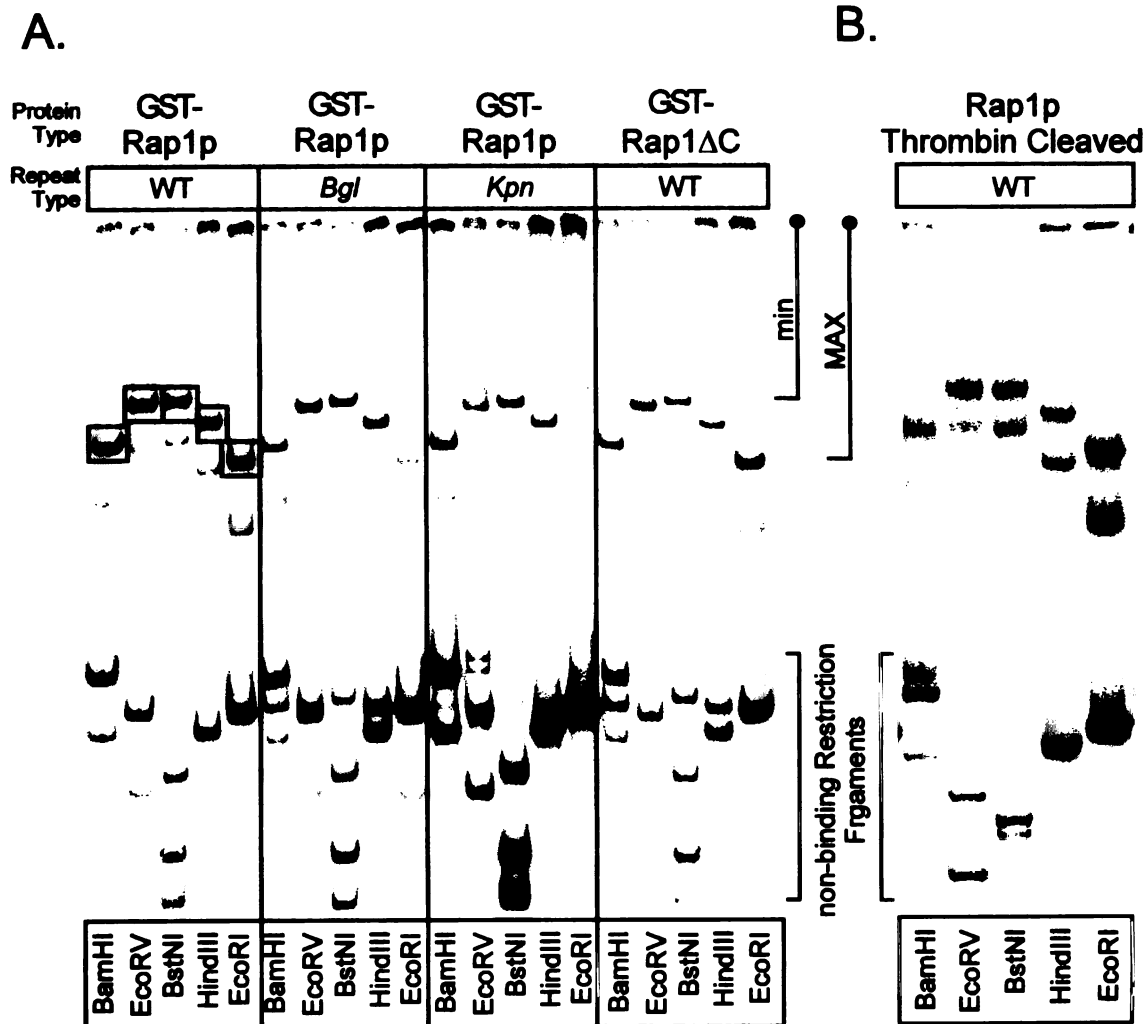 A.
B.
Protein Type
GST-Rap1p
GST-Rap1p
GST-Rap1p
GST-Rap1ΔC
Rap1p
Thrombin Cleaved
Repeat Type
WT
Bgl
Kpn
WT
WT
min
MAX
non-binding Restriction
Frgaments
BamHI
EcoRV
BstNI
HindIII
EcoRI
BamHI
EcoRV
BstNI
HindIII
EcoRI
BamHI
EcoRV
BstNI
HindIII
EcoRI
BamHI
EcoRV
BstNI
HindIII
EcoRI
BamHI
EcoRV
BstNI
HindIII
EcoRI